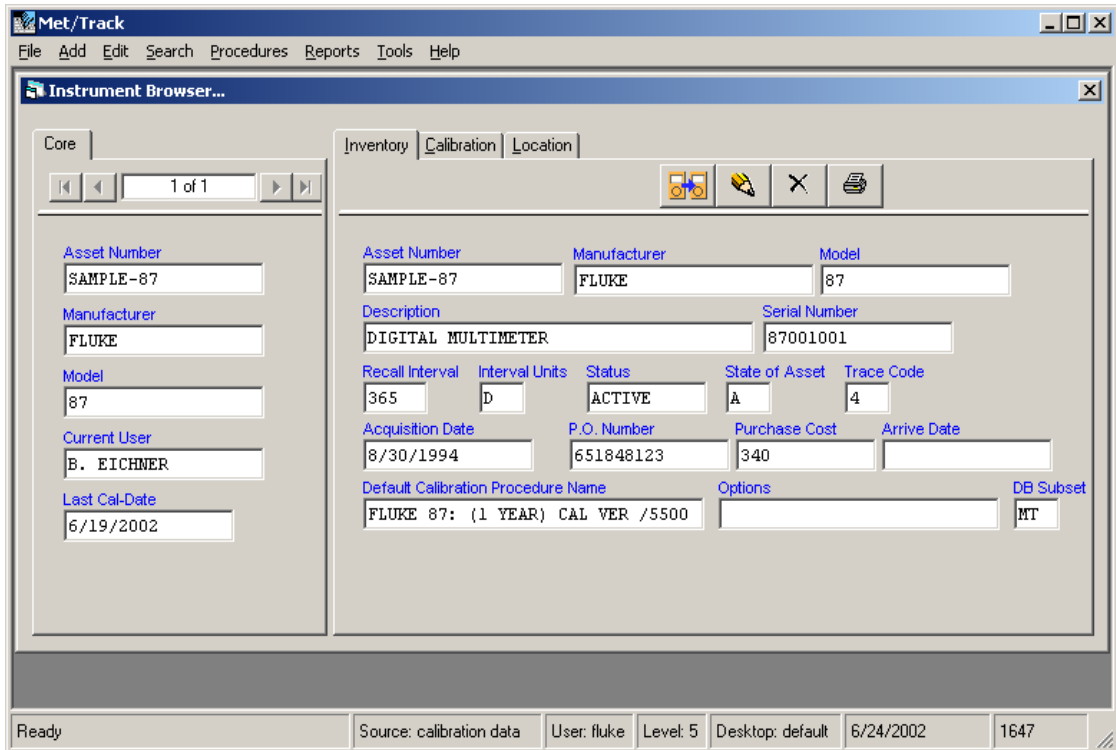 Met/Track
File Add Edit Search Procedures Reports Tools Help
Instrument Browser...
Core
1 of 1
Asset Number
SAMPLE-87
Manufacturer
FLUKE
Model
87
Current User
B. EICHNER
Last Cal-Date
6/19/2002
Inventory Calibration Location
Asset Number Manufacturer Model
SAMPLE-87 FLUKE 87
Description Serial Number
DIGITAL MULTIMETER 87001001
Recall Interval Interval Units Status State of Asset Trace Code
365 D ACTIVE A 4
Acquisition Date P.O. Number Purchase Cost Arrive Date
8/30/1994 651848123 340
Default Calibration Procedure Name Options DB Subset
FLUKE 87: (1 YEAR) CAL VER /5500 MT
Ready Source: calibration data User: fluke Level: 5 Desktop: default 6/24/2002 1647